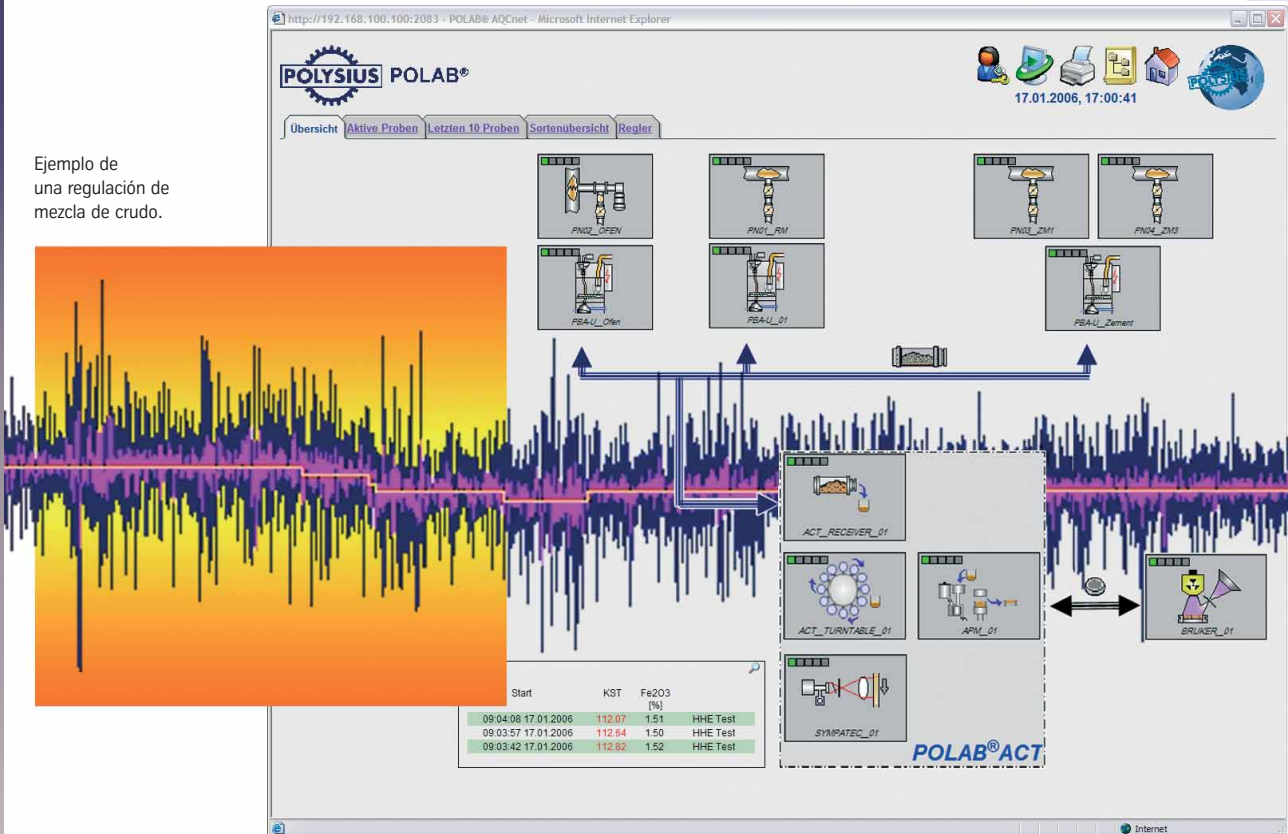 http://192.168.100.100:2083 - POLAB® AQCnet - Microsoft Internet Explorer
POLYSIUS POLAB®
POLYSIUS
17.01.2006, 17:00:41
Übersicht Aktive Proben Letzten 10 Proben Sortenübersicht Regler
Ejemplo de
una regulación de
mezcla de crudo.
PN02_OFEN
PN01_RM
PN03_ZM1
PN04_ZM3
PBA-U_Ofen
PBA-U_01
PBA-U_Zement
ACT_RECEIVER_01
ACT_TURNTABLE_01
APM_01
BRUKER_01
SYMPATEC_01
POLAB®ACT
Start KST Fe2O3
[%]
09:04:08 17.01.2006 112.07 1.51 HHE Test
09:03:57 17.01.2006 112.64 1.50 HHE Test
09:03:42 17.01.2006 112.82 1.52 HHE Test
Internet